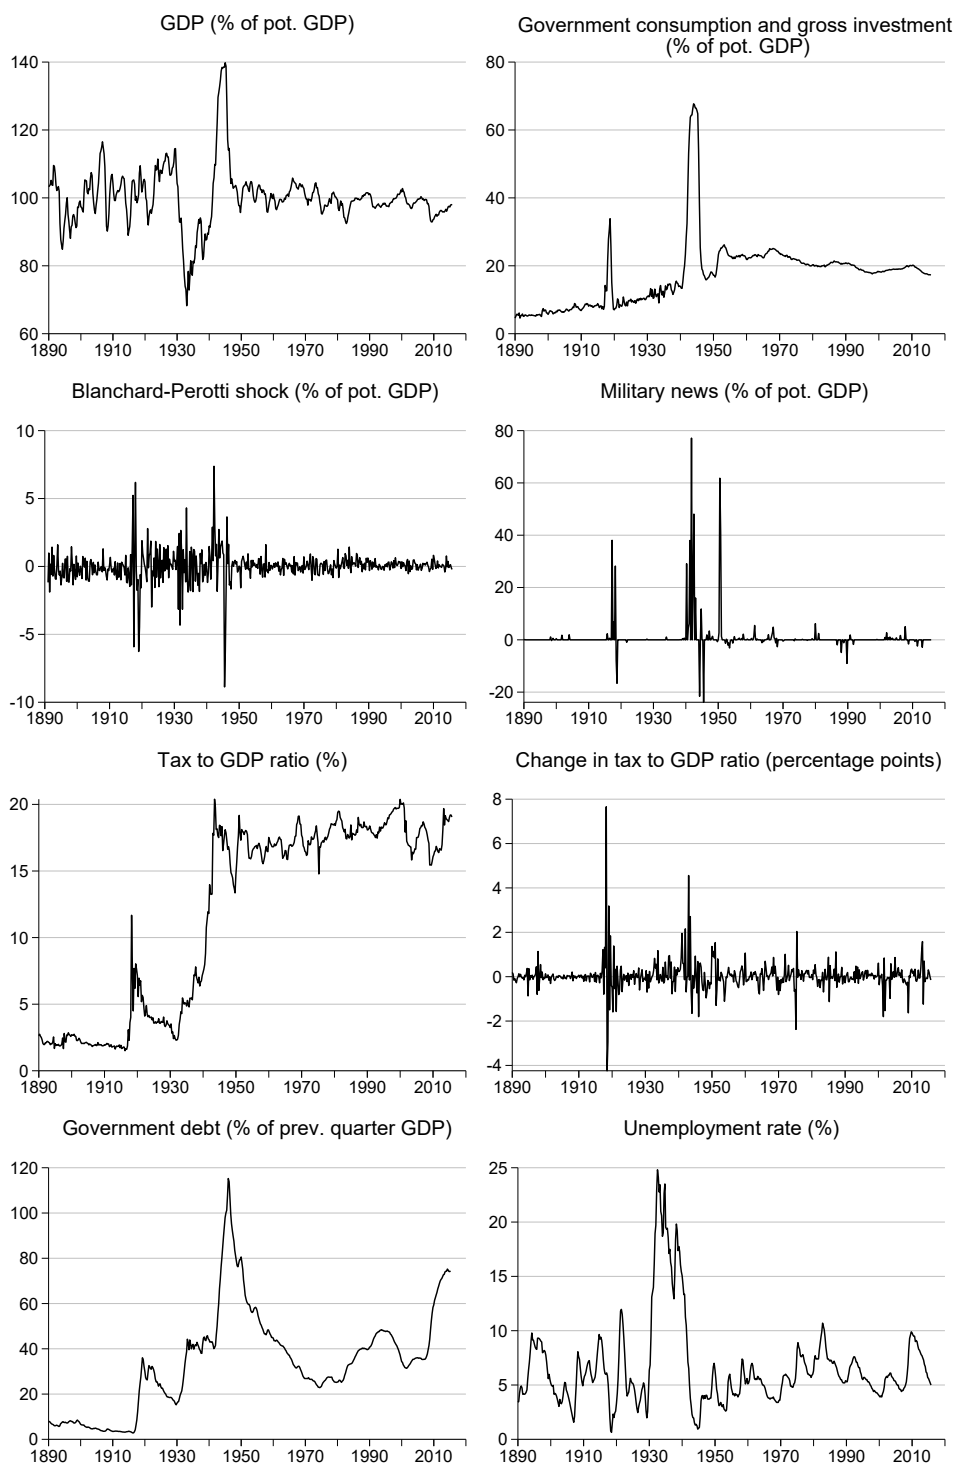 GDP (% of pot. GDP)
140
120
100
80
60
1890 1910 1930 1950 1970 1990 2010
Government consumption and gross investment
(% of pot. GDP)
80
60
40
20
0
1890 1910 1930 1950 1970 1990 2010
Blanchard-Perotti shock (% of pot. GDP)
10
5
0
-5
-10
1890 1910 1930 1950 1970 1990 2010
Military news (% of pot. GDP)
80
60
40
20
0
-20
1890 1910 1930 1950 1970 1990 2010
Tax to GDP ratio (%)
20
15
10
5
0
1890 1910 1930 1950 1970 1990 2010
Change in tax to GDP ratio (percentage points)
8
6
4
2
0
-2
-4
1890 1910 1930 1950 1970 1990 2010
Government debt (% of prev. quarter GDP)
120
100
80
60
40
20
0
1890 1910 1930 1950 1970 1990 2010
Unemployment rate (%)
25
20
15
10
5
0
1890 1910 1930 1950 1970 1990 2010